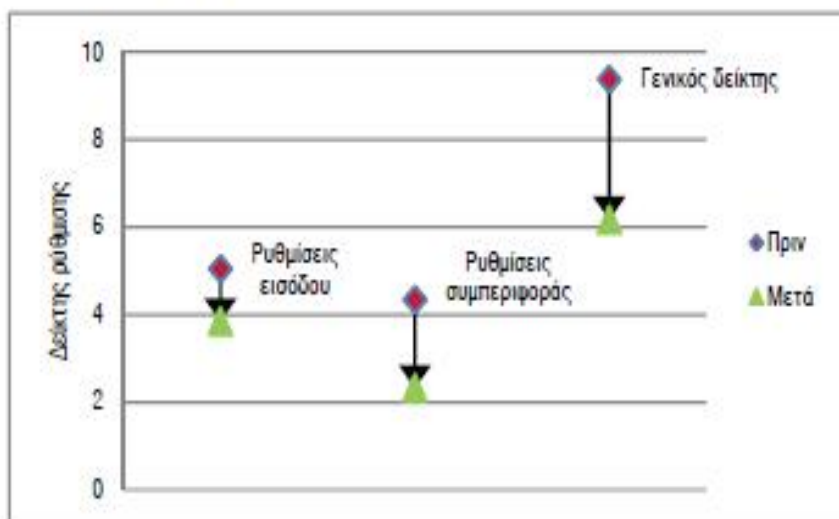 Δείκτης ρύθμισης
10
8
6
4
2
0
Γενικός δείκτης
Ρυθμίσεις
εισόδου
Ρυθμίσεις
συμπεριφοράς
Πριν
Μετά